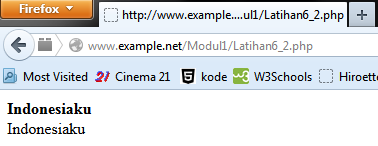 Firefox
http://www.example....ul1/Latihan6_2.php
www.example.net/Modul1/Latihan6_2.php
Most Visited Cinema 21 kode W3Schools Hiroett
Indonesiaku
Indonesiaku